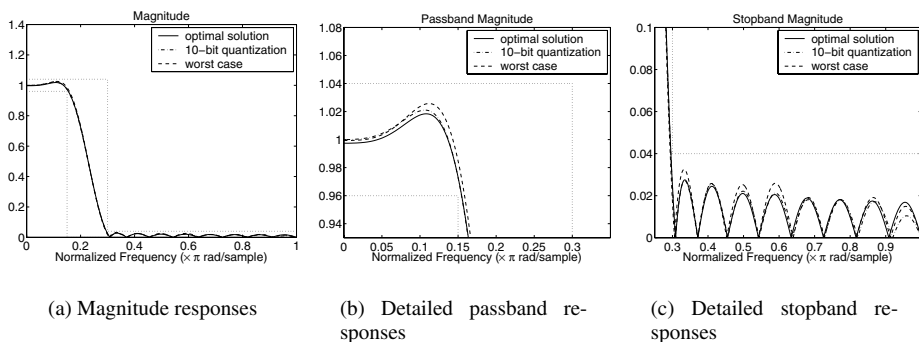 Magnitude
1.4
1.2
1
0.8
0.6
0.4
0.2
0
optimal solution
10-bit quantization
worst case
0 0.2 0.4 0.6 0.8 1
Normalized Frequency (× π rad/sample)
(a) Magnitude responses
Passband Magnitude
1.08
1.06
1.04
1.02
1
0.98
0.96
0.94
optimal solution
10-bit quantization
worst case
0 0.05 0.1 0.15 0.2 0.25 0.3
Normalized Frequency (× π rad/sample)
(b) Detailed passband re-
sponses
Stopband Magnitude
0.1
0.08
0.06
0.04
0.02
0
optimal solution
10-bit quantization
worst case
0.3 0.4 0.5 0.6 0.7 0.8 0.9
Normalized Frequency (× π rad/sample)
(c) Detailed stopband re-
sponses